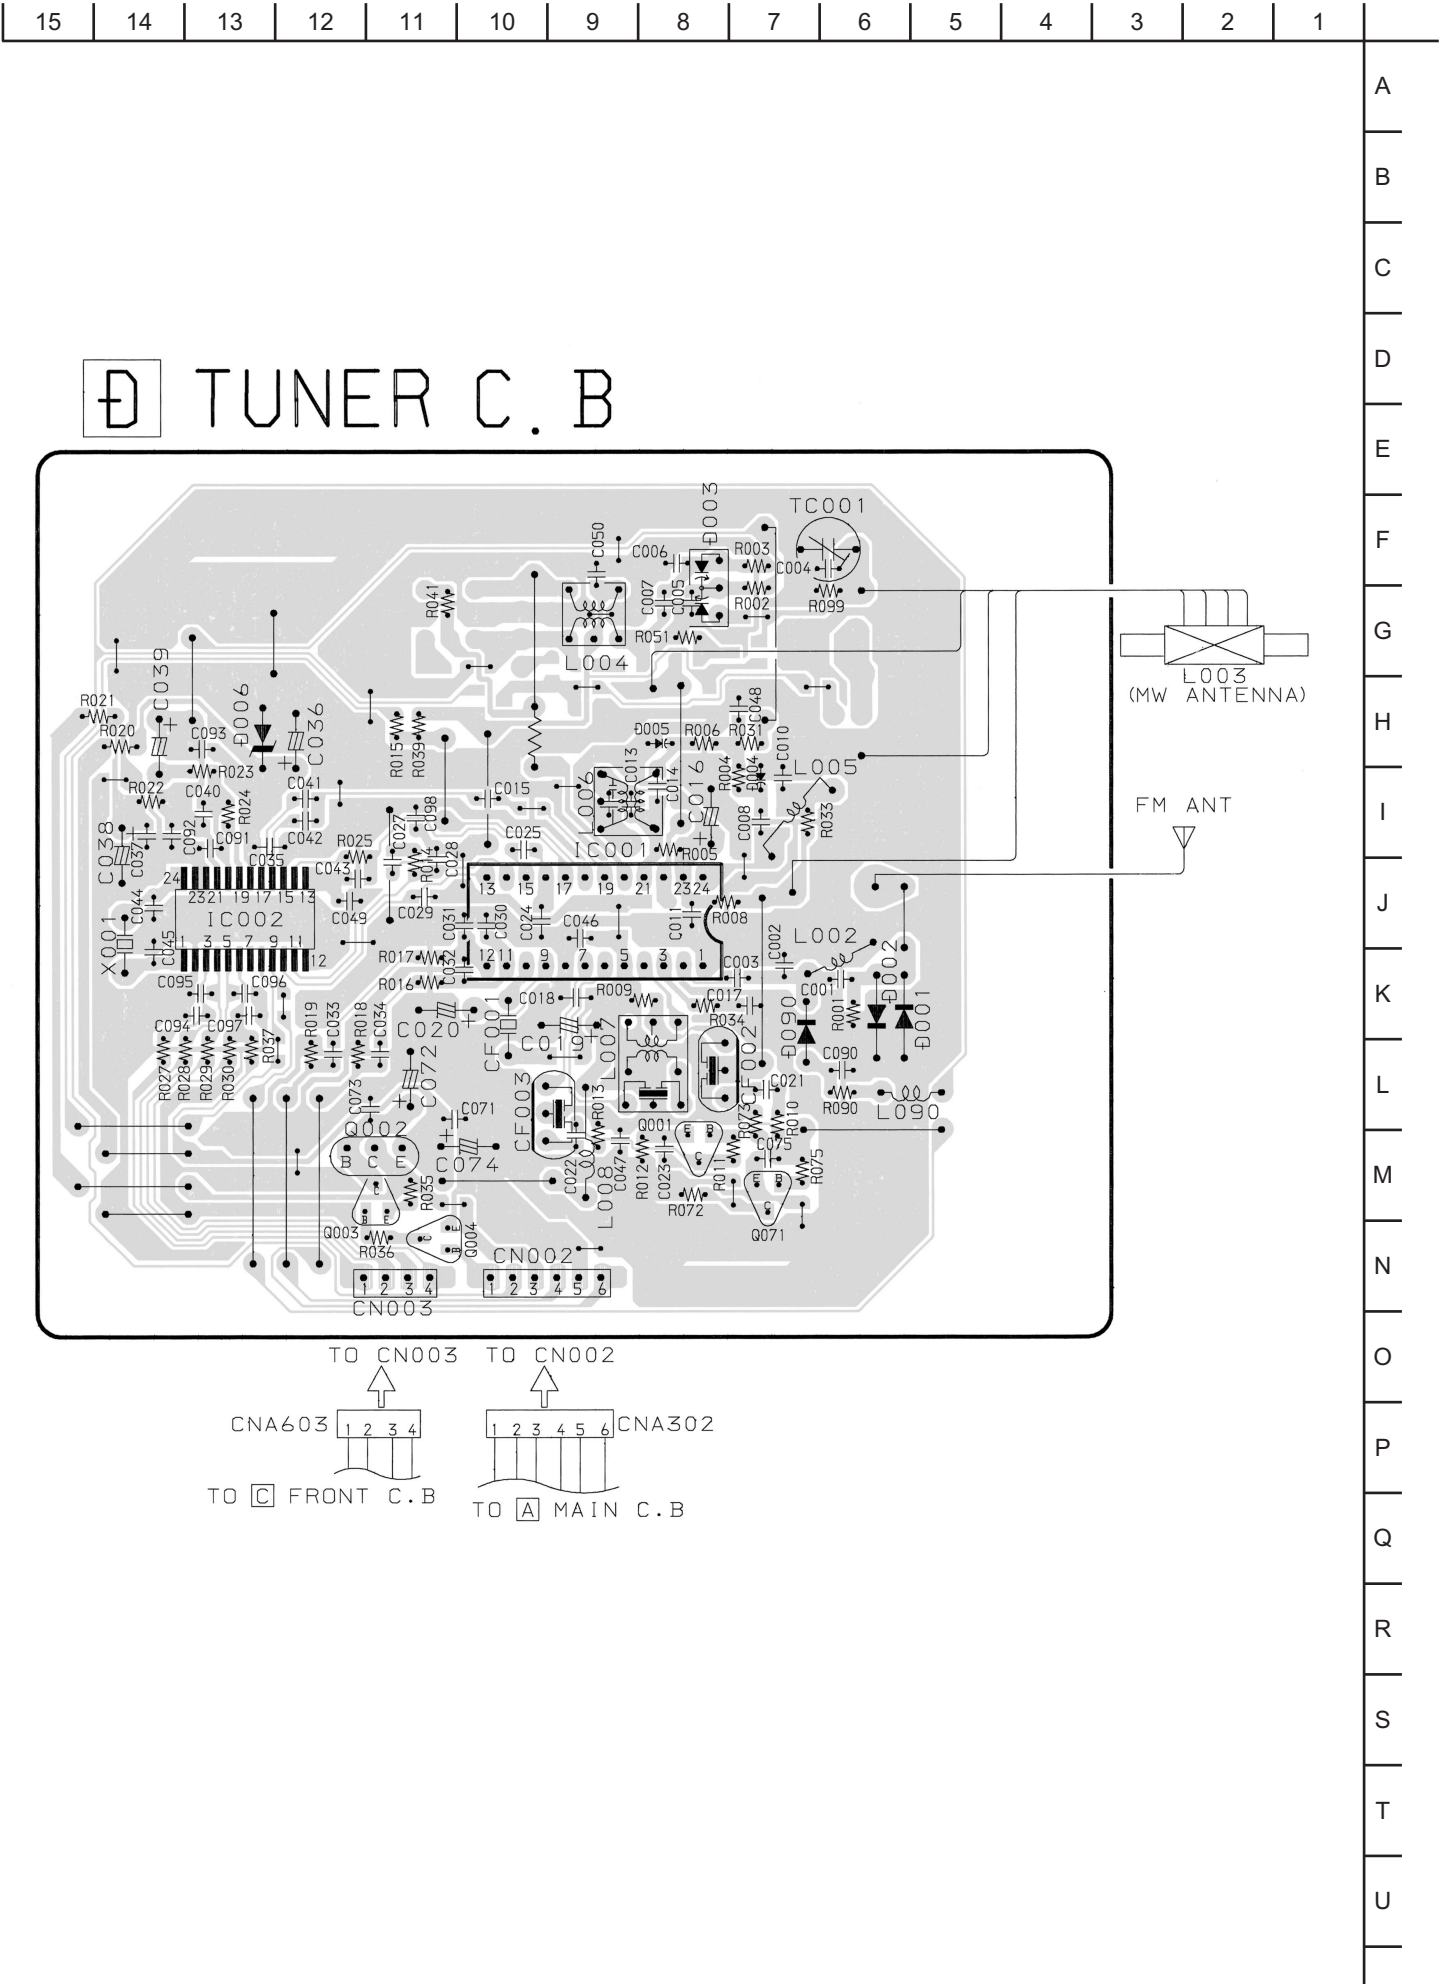 15 14 13 12 11 10 9 8 7 6 5 4 3 2 1
A
B
C
D
E
F
G
H
I
J
K
L
M
N
O
P
Q
R
S
T
U
D TUNER C.B
D003
TC001
C050
C006
R003
C004
R041
C007
C005
R002
R099
R051
L004
L003
(MW ANTENNA)
C039
R021
R020
D006
C036
C093
R023
R015
R039
C048
D005
R006
R031
C010
C013
C014
R004
D004
L005
C016
L006
R022
C040
C041
R024
C015
C098
C027
C008
R033
FM ANT
C038
C037
C092
C091
C042
C035
R025
C025
R014
C028
IC001
R005
C043
24
23 21 19 17 15 13
IC002
1 3 5 7 9 11
12
13 15 17 19 21 23 24
12 11 9 7 5 3 1
C044
C045
X001
C049
C029
C031
C030
C024
C046
C011
R008
C002
L002
D002
R017
R016
C032
C003
C095
C096
C094
C097
R019
C033
R018
C034
R037
C020
CF001
C018
C019
R009
C017
R034
L007
CF002
D090
C001
R001
D001
R027
R028
R029
R030
C072
C073
C071
CF003
R013
C021
C090
R090
L090
Q002
B C E
C074
C022
L008
C047
R012
C023
Q001
E B
C
R011
R073
R010
C075
R075
R072
E B
C
Q071
C
B E
Q003
R035
R036
C
E
B
Q004
CN002
1 2 3 4
CN003
1 2 3 4 5 6
TO CN003
TO CN002
CNA603
1 2 3 4
1 2 3 4 5 6
CNA302
TO C FRONT C.B
TO A MAIN C.B